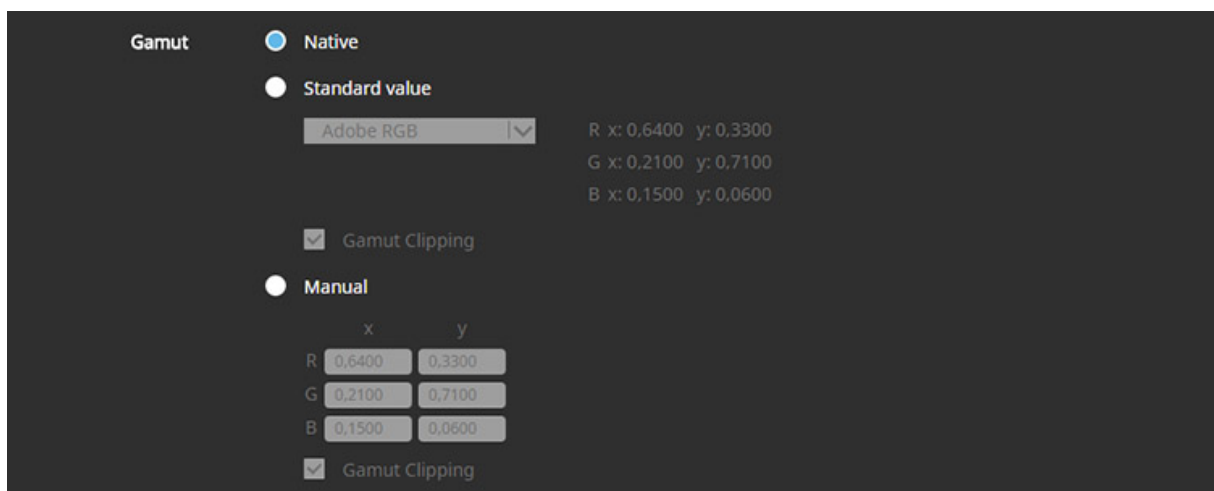 Gamut Native
Standard value
Adobe RGB R x: 0,6400 y: 0,3300
G x: 0,2100 y: 0,7100
B x: 0,1500 y: 0,0600
Gamut Clipping
Manual
x y
R 0,6400 0,3300
G 0,2100 0,7100
B 0,1500 0,0600
Gamut Clipping